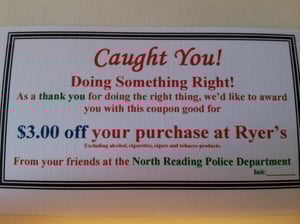 Caught You!
Doing Something Right!
As a thank you for doing the right thing, we'd like to award
you with this coupon good for
$3.00 off your purchase at Ryer's
Excluding alcohol, cigarettes, cigars and tobacco products.
From your friends at the North Reading Police Department
Init:________